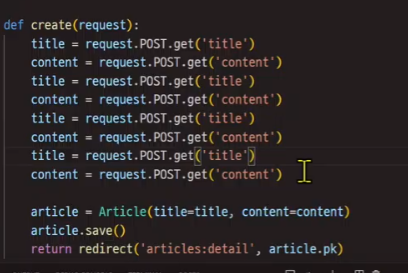 def create(request):
    title = request.POST.get('title')
    content = request.POST.get('content')
    title = request.POST.get('title')
    content = request.POST.get('content')
    title = request.POST.get('title')
    content = request.POST.get('content')
    title = request.POST.get('title')
    content = request.POST.get('content')

    article = Article(title=title, content=content)
    article.save()
    return redirect('articles:detail', article.pk)